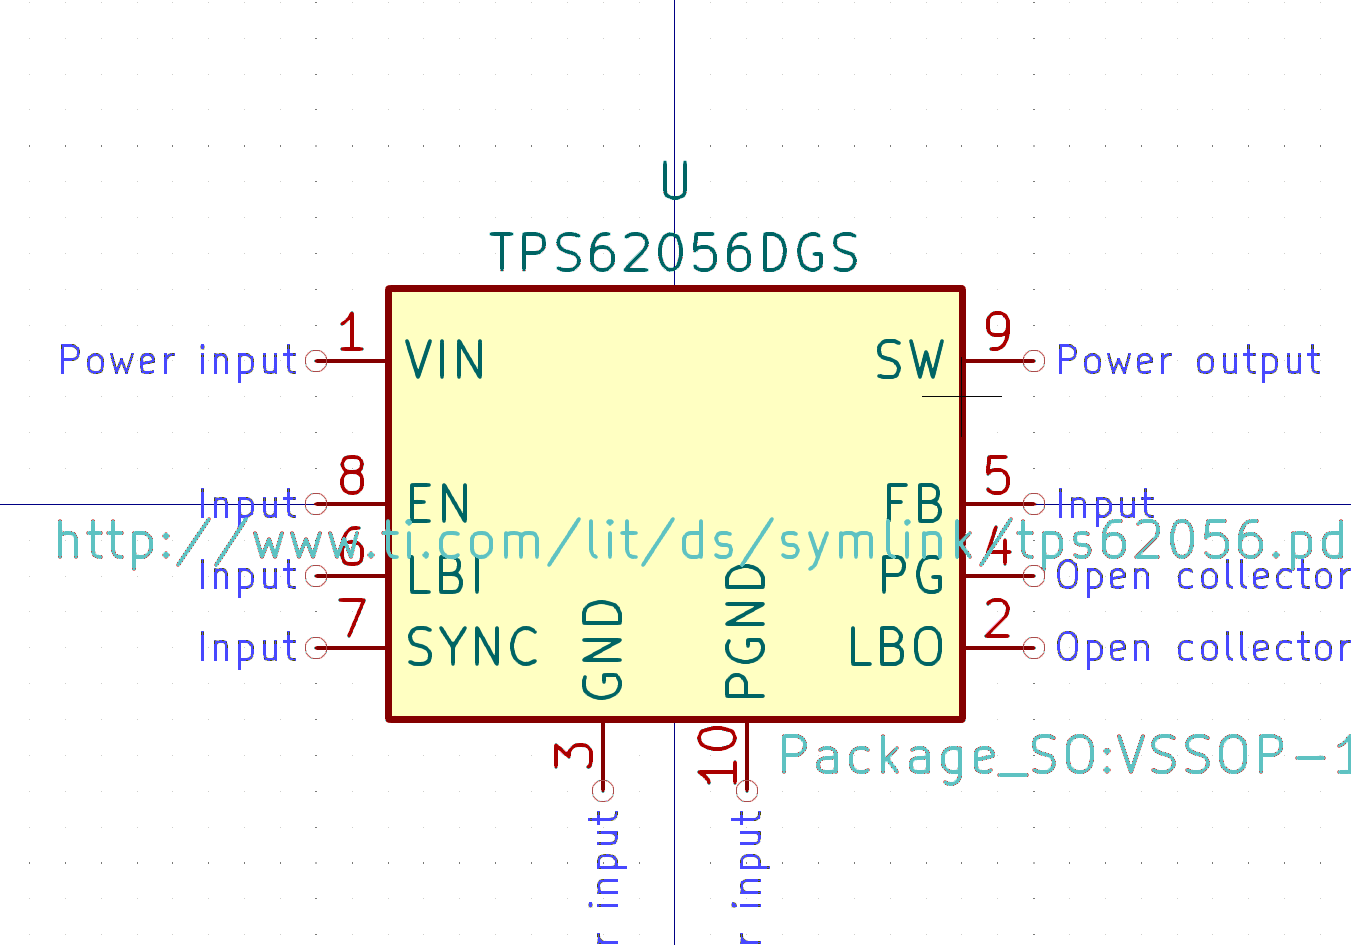 U
TPS62056DGS
Power input 1 VIN SW 9 Power output
Input 8 EN FB 5 Input
http://www.ti.com/lit/ds/symlink/tps62056.pd
Input 6 LBI PG 4 Open collector
Input 7 SYNC LBO 2 Open collector
GND
PGND
3
10
Package_SO:VSSOP-1
r input
r input